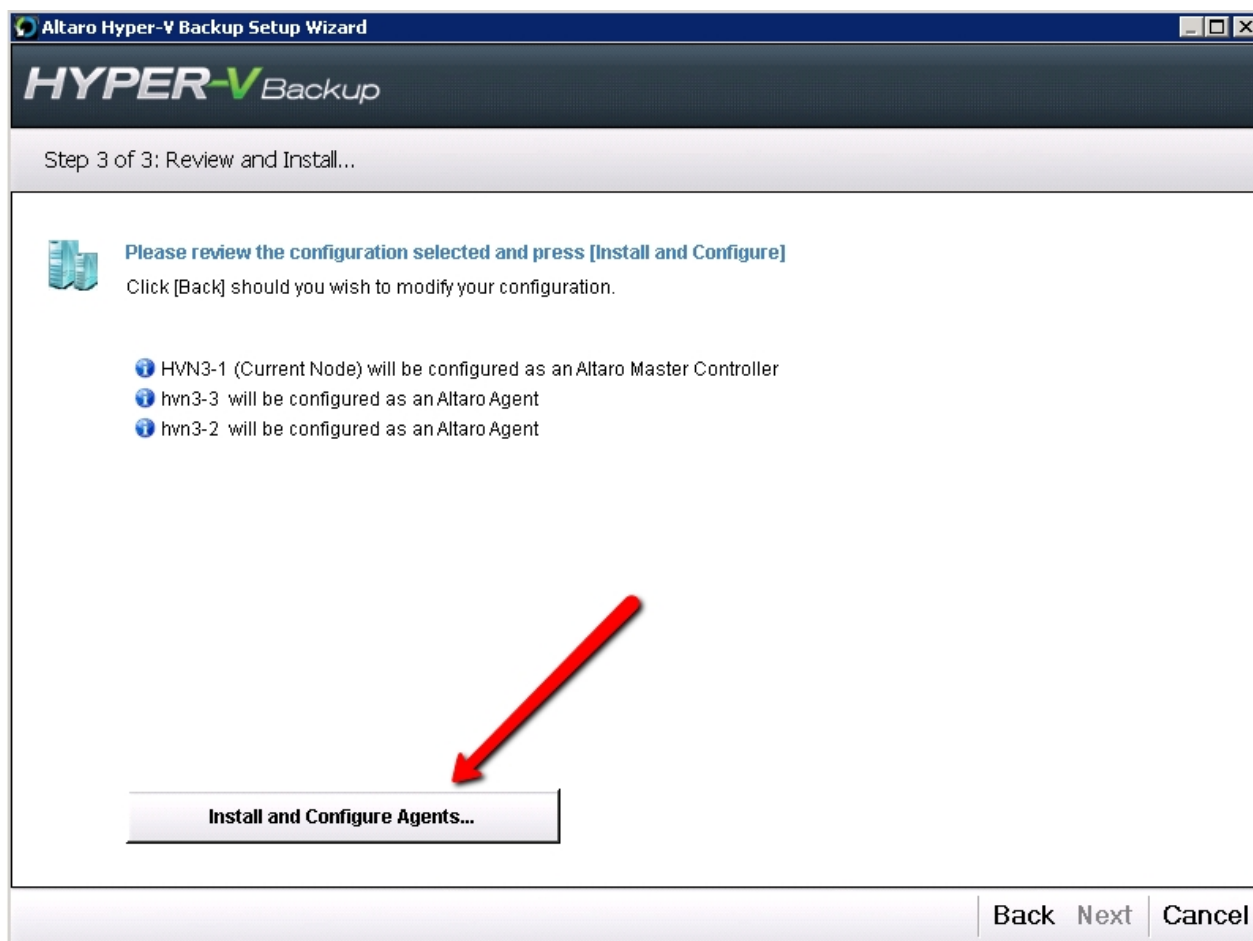 Altaro Hyper-V Backup Setup Wizard
HYPER-V Backup
Step 3 of 3: Review and Install...
Please review the configuration selected and press [Install and Configure]
Click [Back] should you wish to modify your configuration.
HVN3-1 (Current Node) will be configured as an Altaro Master Controller
hvn3-3 will be configured as an Altaro Agent
hvn3-2 will be configured as an Altaro Agent
Install and Configure Agents...
Back Next Cancel